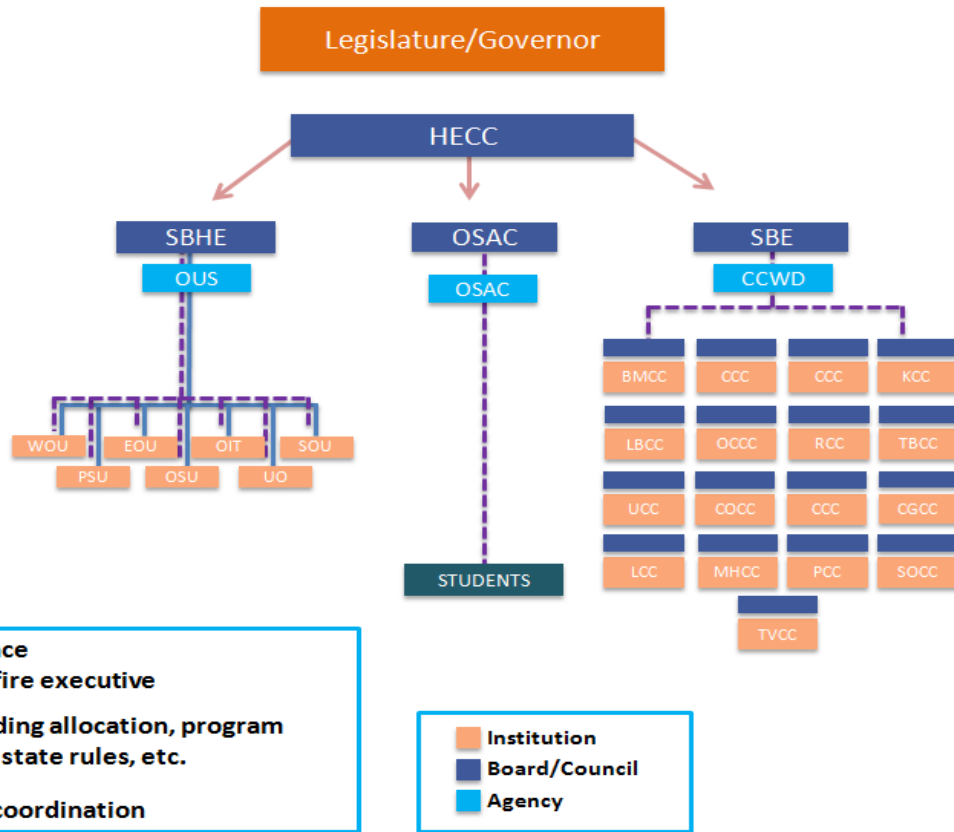 Legislature/Governor
HECC
SBHE
OSAC
SBE
OUS
OSAC
CCWD
BMCC
CCC
CCC
KCC
WOU
EOU
OIT
SOU
LBCC
OCCC
RCC
TBCC
PSU
OSU
UO
UCC
COCC
CCC
CGCC
STUDENTS
LCC
MHCC
PCC
SOCC
TVCC
fire executive
allocation, program
state rules, etc.
coordination
Institution
Board/Council
Agency